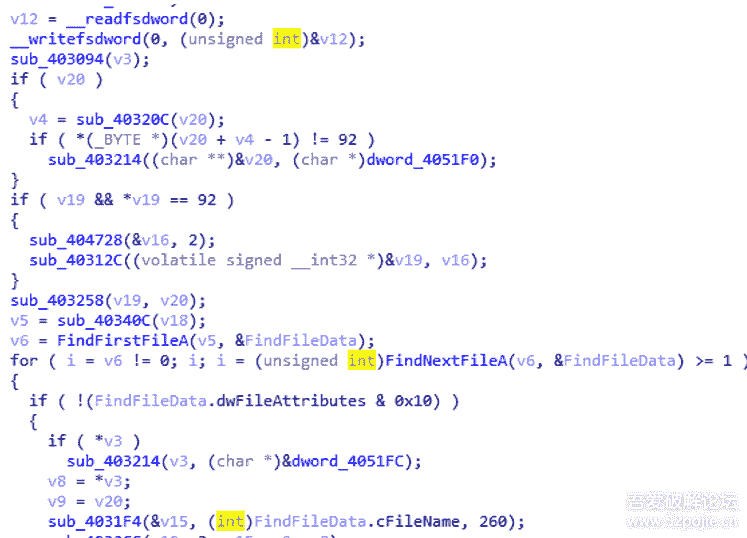 v12 = __readfsdword(0);
__writefsdword(0, (unsigned int)&v12);
sub_403094(v3);
if ( v20 )
{
v4 = sub_40320C(v20);
if ( *(_BYTE *)(v20 + v4 - 1) != 92 )
sub_403214((char **)&v20, (char *)dword_4051F0);
}
if ( v19 && *v19 == 92 )
{
sub_404728(&v16, 2);
sub_40312C((volatile signed __int32 *)&v19, v16);
}
sub_403258(v19, v20);
v5 = sub_40340C(v18);
v6 = FindFirstFileA(v5, &FindFileData);
for ( i = v6 != 0; i; i = (unsigned int)FindNextFileA(v6, &FindFileData) >= 1 )
{
if ( !(FindFileData.dwFileAttributes & 0x10) )
{
if ( *v3 )
sub_403214(v3, (char *)&dword_4051FC);
v8 = *v3;
v9 = v20;
sub_4031F4(&v15, (int)FindFileData.cFileName, 260);
吾爱破解论坛
www.52pojie.cn